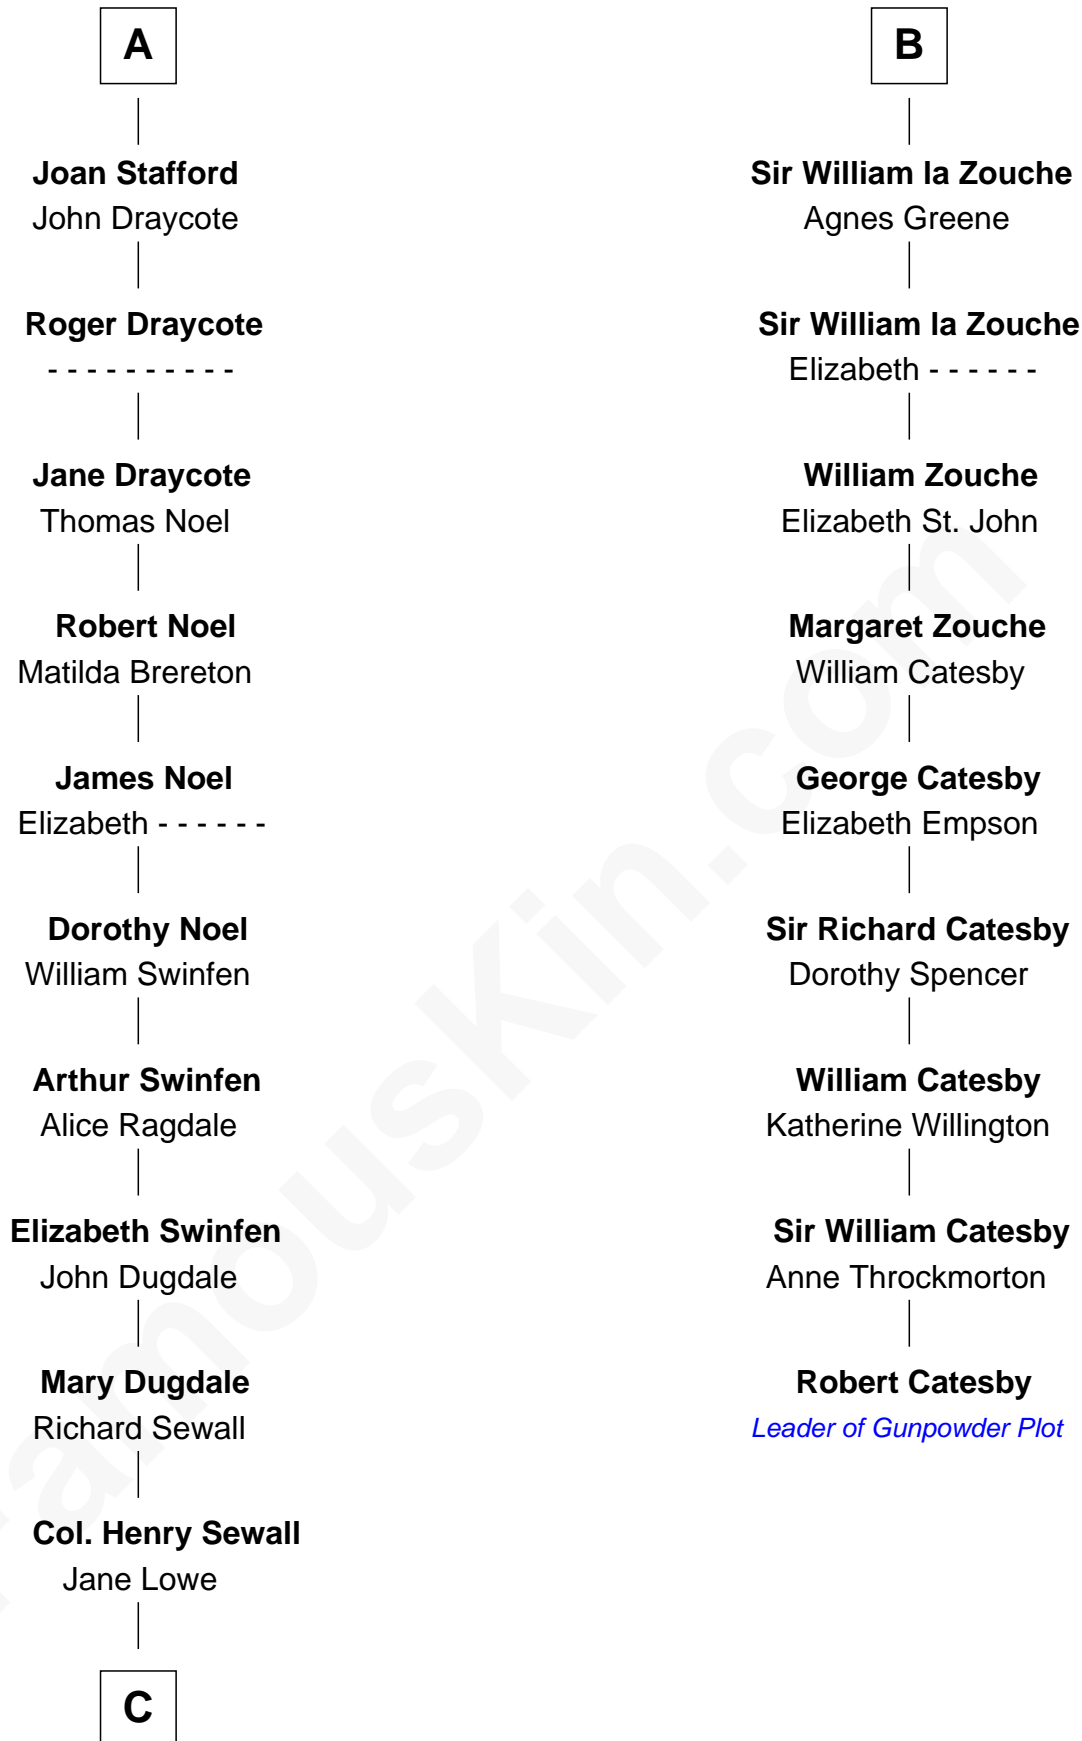 A
B
Joan Stafford
John Draycote
Sir William la Zouche
Agnes Greene
Roger Draycote
- - - - - - - - - -
Sir William la Zouche
Elizabeth - - - - - -
Jane Draycote
Thomas Noel
William Zouche
Elizabeth St. John
Robert Noel
Matilda Brereton
Margaret Zouche
William Catesby
James Noel
Elizabeth - - - - - -
George Catesby
Elizabeth Empson
Dorothy Noel
William Swinfen
Sir Richard Catesby
Dorothy Spencer
Arthur Swinfen
Alice Ragdale
William Catesby
Katherine Willington
Elizabeth Swinfen
John Dugdale
Sir William Catesby
Anne Throckmorton
Mary Dugdale
Richard Sewall
Robert Catesby
Leader of Gunpowder Plot
Col. Henry Sewall
Jane Lowe
C
FamousKin.com